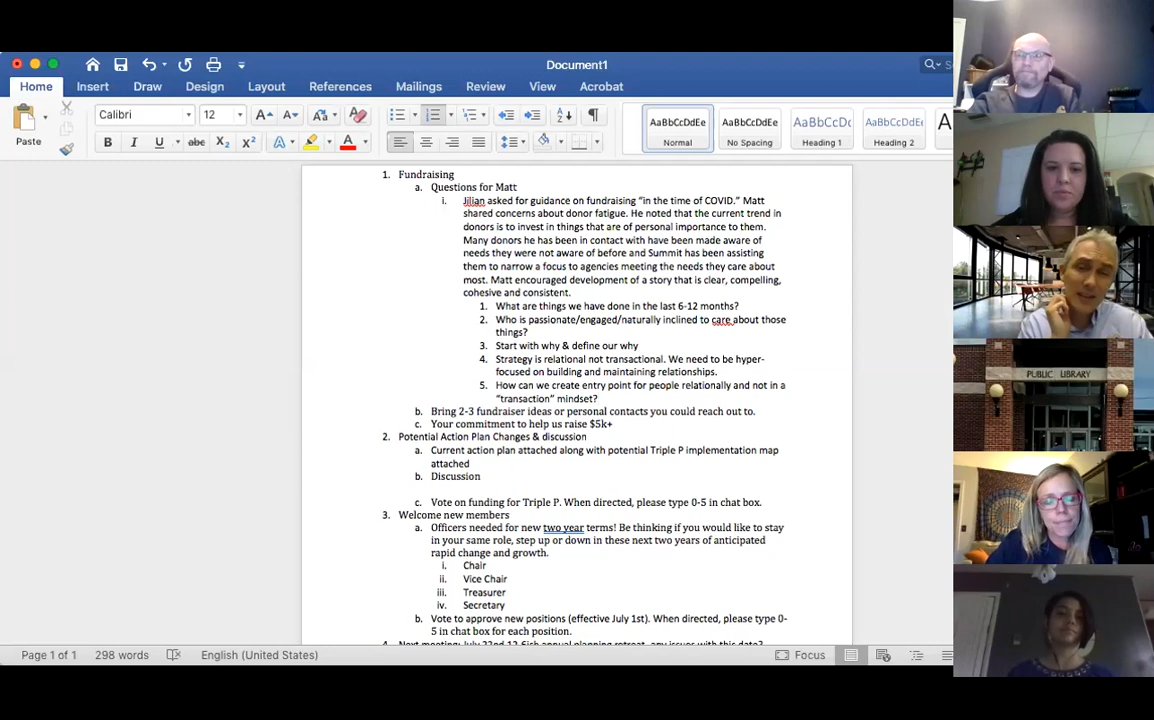 Document1
Home Insert Draw Design Layout References Mailings Review View Acrobat
Calibri 12
Paste
AaBbCcDdEe AaBbCcDdEe AaBbCcDc AaBbCcDdEe
Normal No Spacing Heading 1 Heading 2
1. Fundraising
a. Questions for Matt
i. Jilian asked for guidance on fundraising “in the time of COVID.” Matt
shared concerns about donor fatigue. He noted that the current trend in
donors is to invest in things that are of personal importance to them.
Many donors he has been in contact with have been made aware of
needs they were not aware of before and Summit has been assisting
them to narrow a focus to agencies meeting the needs they care about
most. Matt encouraged development of a story that is clear, compelling,
cohesive and consistent.
1. What are things we have done in the last 6-12 months?
2. Who is passionate/engaged/naturally inclined to care about those
things?
3. Start with why & define our why
4. Strategy is relational not transactional. We need to be hyper-
focused on building and maintaining relationships.
5. How can we create entry point for people relationally and not in a
“transaction” mindset?
b. Bring 2-3 fundraiser ideas or personal contacts you could reach out to.
c. Your commitment to help us raise $5k+
2. Potential Action Plan Changes & discussion
a. Current action plan attached along with potential Triple P implementation map
attached
b. Discussion
c. Vote on funding for Triple P. When directed, please type 0-5 in chat box.
3. Welcome new members
a. Officers needed for new two year terms! Be thinking if you would like to stay
in your same role, step up or down in these next two years of anticipated
rapid change and growth.
i. Chair
ii. Vice Chair
iii. Treasurer
iv. Secretary
b. Vote to approve new positions (effective July 1st). When directed, please type 0-
5 in chat box for each position.
4. Next meeting: July 22nd 12-6ish annual planning retreat, any issues with this date?
Page 1 of 1 298 words English (United States) Focus
PUBLIC LIBRARY